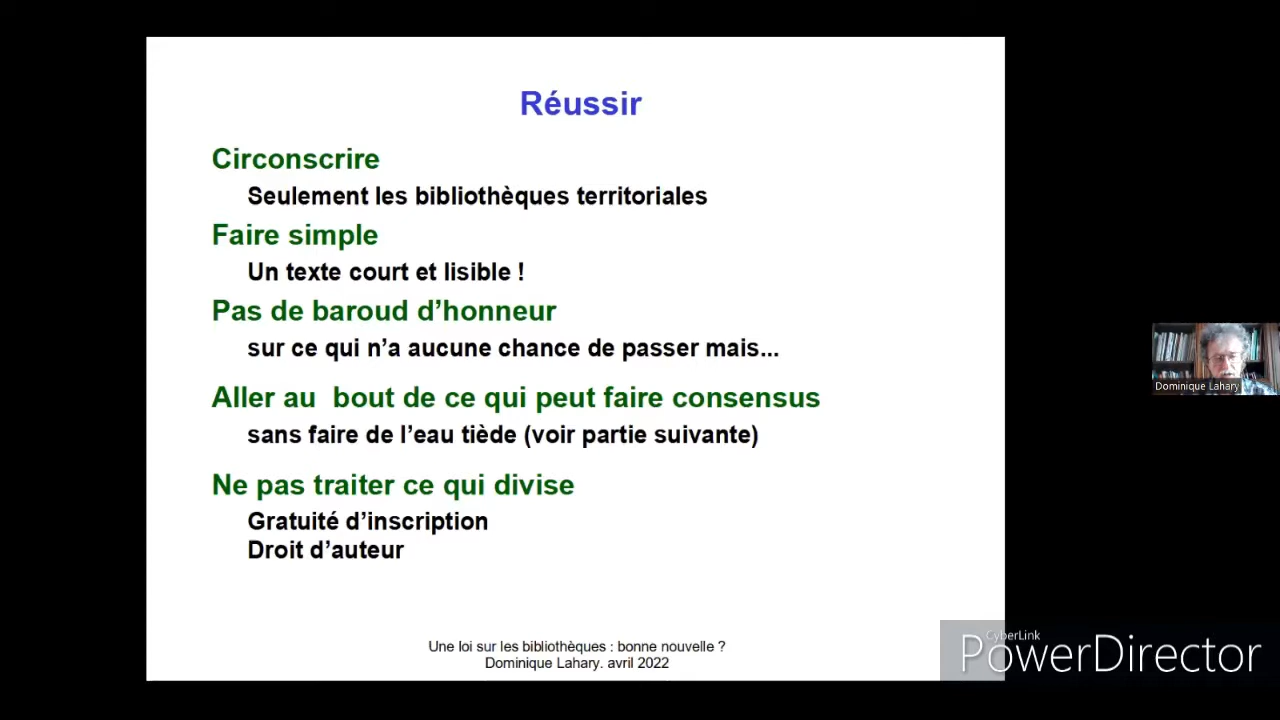 Réussir
Circonscrire
Seulement les bibliothèques territoriales
Faire simple
Un texte court et lisible !
Pas de baroud d’honneur
sur ce qui n’a aucune chance de passer mais...
Aller au  bout de ce qui peut faire consensus
sans faire de l’eau tiède (voir partie suivante)
Ne pas traiter ce qui divise
Gratuité d’inscription
Droit d’auteur
Une loi sur les bibliothèques : bonne nouvelle ?
Dominique Lahary. avril 2022
Dominique Lahary
CyberLink
PowerDirector